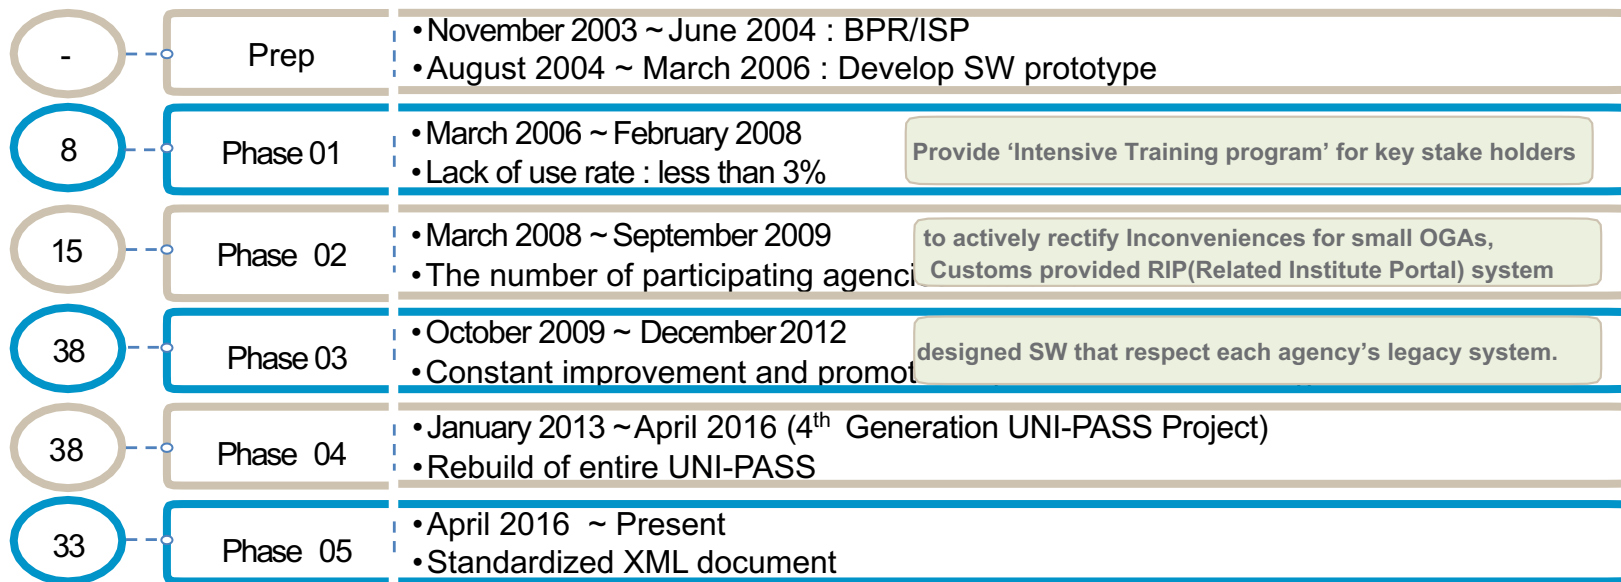 -
Prep
•November 2003 ~ June 2004 : BPR/ISP
•August 2004 ~ March 2006 : Develop SW prototype
8
Phase 01
•March 2006 ~ February 2008
•Lack of use rate : less than 3%
Provide ‘Intensive Training program’ for key stake holders
15
Phase 02
•March 2008 ~ September 2009
•The number of participating
to actively rectify Inconveniences for small OGAs,
Customs provided RIP(Related Institute Portal) system
38
Phase 03
•October 2009 ~ December 2012
•Constant improvement and
designed SW that respect each agency’s legacy system.
38
Phase 04
•January 2013 ~ April 2016 (4th Generation UNI-PASS Project)
•Rebuild of entire UNI-PASS
33
Phase 05
•April 2016 ~ Present
•Standardized XML document